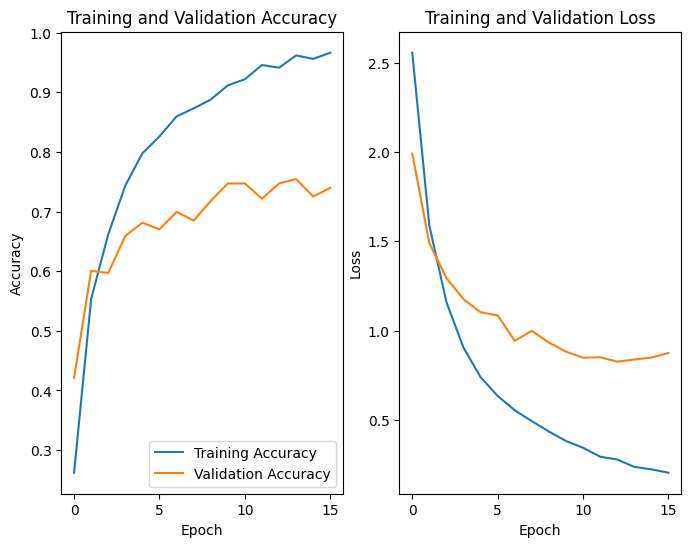 Training and Validation Accuracy
1.0
0.9
0.8
0.7
0.6
0.5
0.4
0.3
Accuracy
0 5 10 15
Epoch
Training Accuracy
Validation Accuracy
Training and Validation Loss
2.5
2.0
1.5
1.0
0.5
Loss
0 5 10 15
Epoch